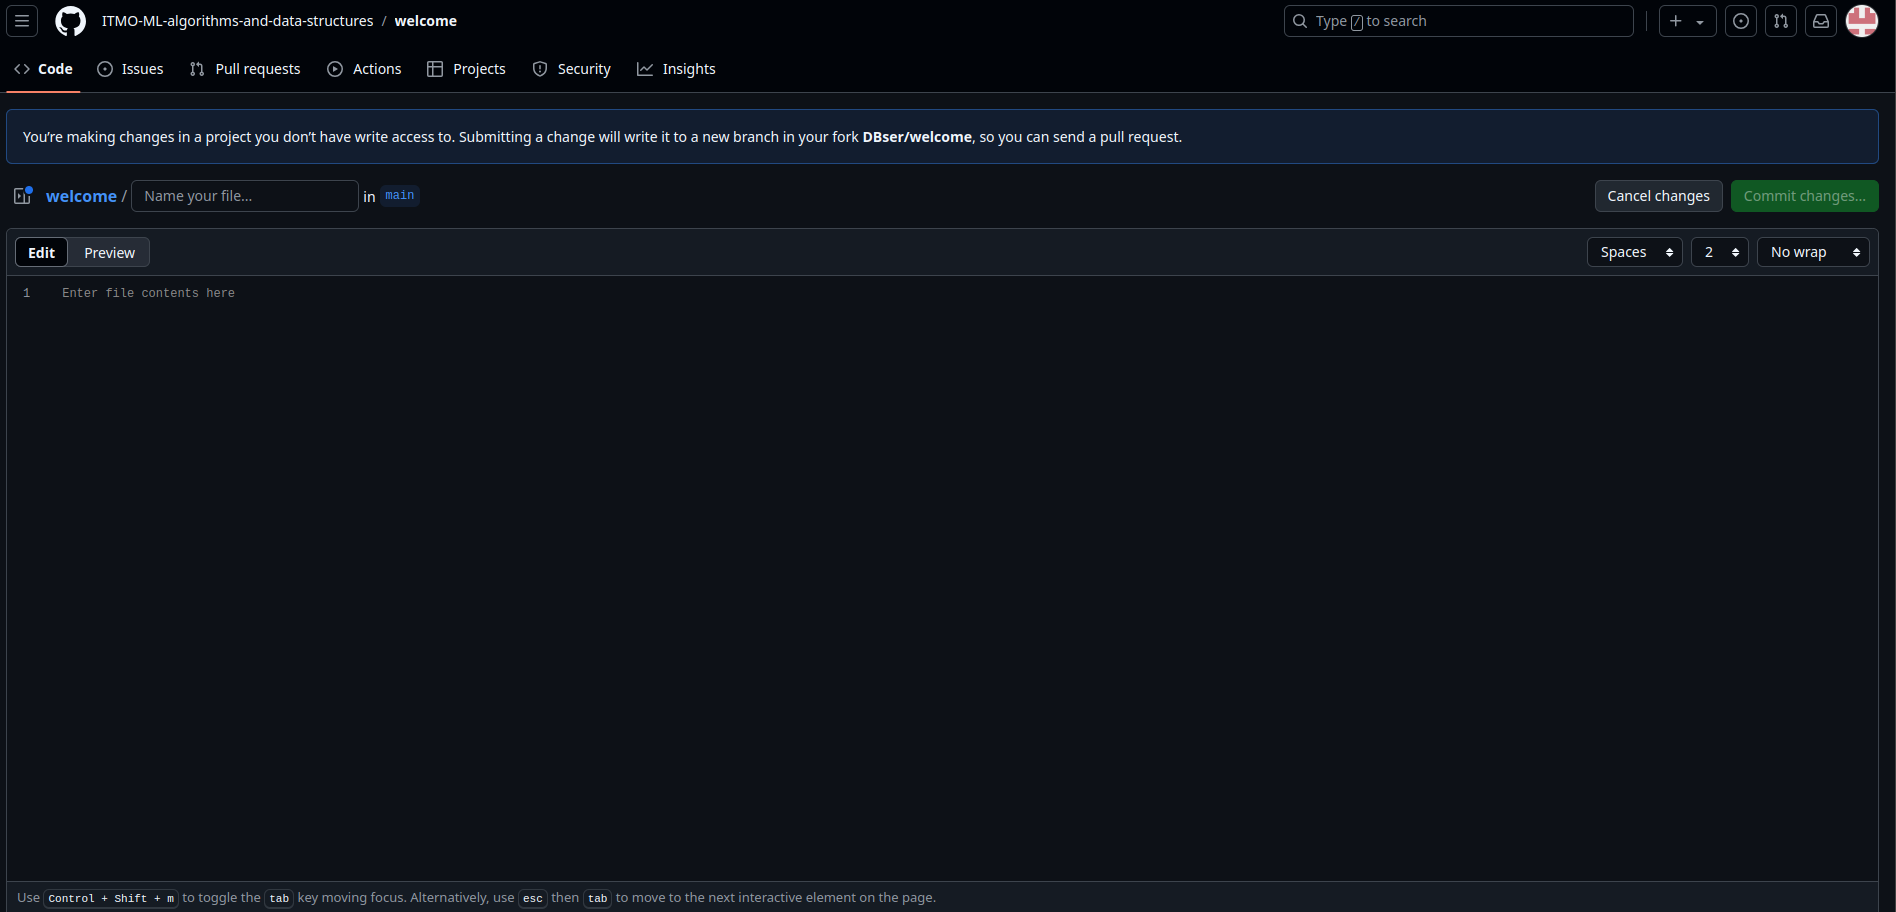 ITMO-ML-algorithms-and-data-structures / welcome
Type / to search
Code Issues Pull requests Actions Projects Security Insights
You’re making changes in a project you don’t have write access to. Submitting a change will write it to a new branch in your fork DBser/welcome, so you can send a pull request.
welcome / Name your file... in main
Cancel changes Commit changes...
Edit Preview
Spaces 2 No wrap
1 Enter file contents here
Use Control + Shift + m to toggle the tab key moving focus. Alternatively, use esc then tab to move to the next interactive element on the page.